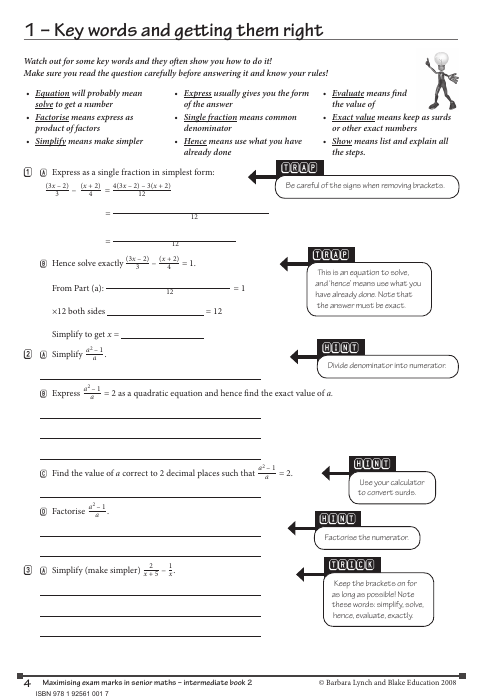 1 – Key words and getting them right
Watch out for some key words and they often show you how to do it!
Make sure you read the question carefully before answering it and know your rules!
• Equation will probably mean
solve to get a number
• Factorise means express as
product of factors
• Simplify means make simpler
• Express usually gives you the form
of the answer
• Single fraction means common
denominator
• Hence means use what you have
already done
• Evaluate means find
the value of
• Exact value means keep as surds
or other exact numbers
• Show means list and explain all
the steps.
1 A Express as a single fraction in simplest form:
(3x – 2)/3 – (x + 2)/4 = 4(3x – 2) – 3(x + 2)/12
= ____/12
= ____/12
TRAP
Be careful of the signs when removing brackets.
B Hence solve exactly (3x – 2)/3 – (x + 2)/4 = 1.
From Part (a): ____/12 = 1
×12 both sides ____ = 12
Simplify to get x = ____
TRAP
This is an equation to solve,
and 'hence' means use what you
have already done. Note that
the answer must be exact.
2 A Simplify a² – 1/a.
HINT
Divide denominator into numerator.
B Express a² – 1/a = 2 as a quadratic equation and hence find the exact value of a.
C Find the value of a correct to 2 decimal places such that a² – 1/a = 2.
HINT
Use your calculator
to convert surds.
D Factorise a² – 1/a.
HINT
Factorise the numerator.
3 A Simplify (make simpler) 2/x + 5 – 1/x.
TRICK
Keep the brackets on for
as long as possible! Note
these words: simplify, solve,
hence, evaluate, exactly.
4 Maximising exam marks in senior maths – intermediate book 2
© Barbara Lynch and Blake Education 2008
ISBN 978 1 92561 001 7